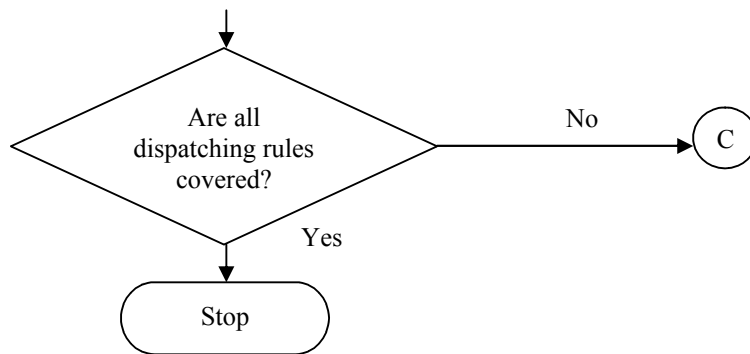 Are all
dispatching rules
covered?
No
C
Yes
Stop